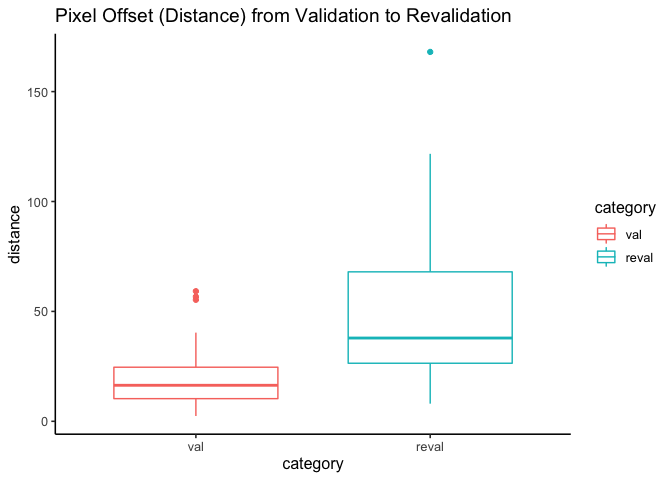 Pixel Offset (Distance) from Validation to Revalidation
150
100
50
0
distance
val
reval
category
category
val
reval